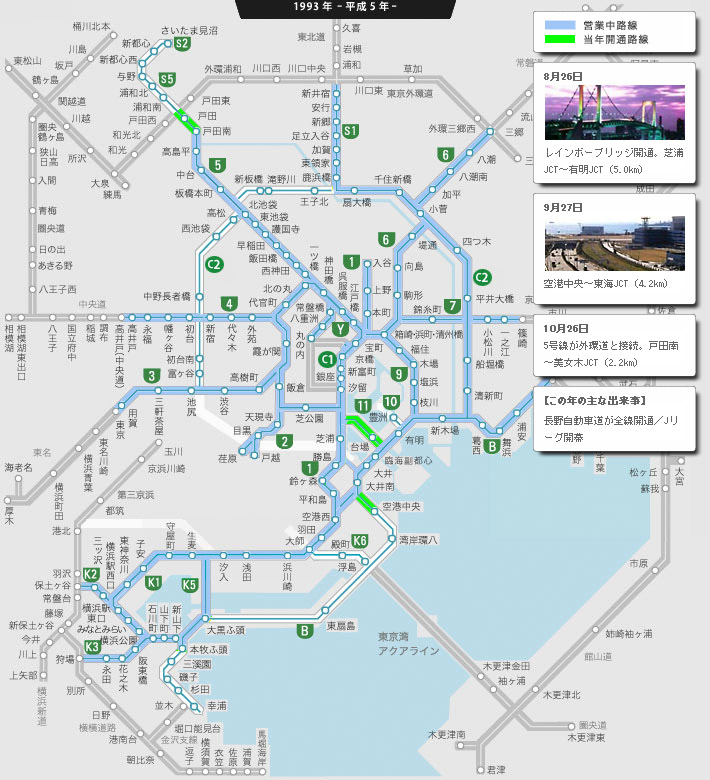 1993年 −平成5年−
営業中路線
当年開通路線
8月26日
レインボーブリッジ開通。芝浦
JCT〜有明JCT（5.0km）
9月27日
空港中央〜東海JCT（4.2km）
10月26日
5号線が外環道と接続。戸田南
〜美女木JCT（2.2km）
【この年の主な出来事】
長野自動車道が全線開通／Jリ
ーグ開幕
桶川北本
さいたま見沼
久喜
岩槻
浦和
東北道
新都心
新都心西
与野
浦和北
浦和南
S2
S5
川島
坂戸
東松山
鶴ヶ島
関越道
川越
所沢
大泉
練馬
圏央
鶴ヶ島
狭山
日高
入間
青梅
圏央道
日の出
あきる野
八王子西
中央道
外環浦和
川口西
川口中央
川口東
草加
東京外環道
外環三郷西
三郷
常磐道
流山
戸田東
戸田西
和光北
和光
戸田
戸田南
高島平
中台
板橋本町
5
新井宿
安行
新郷
足立入谷
加賀
東領家
鹿浜橋
S1
6
八潮
八潮南
加平
新板橋
滝野川
王子北
扇大橋
千住新橋
小菅
高松
西池袋
北池袋
東池袋
護国寺
早稲田
飯田橋
西神田
C2
中野長者橋
一ツ橋
神田橋
呉服橋
江戸橋
1
入谷
上野
本町
6
堤通
向島
駒形
錦糸町
四つ木
C2
平井大橋
7
小松川
一之江
篠崎
京葉
船堀橋
清新町
成田
北の丸
代官町
常盤橋
八重洲
丸の内
Y
C1
銀座
宝町
京橋
新富町
汐留
箱崎・浜町・清洲橋
福住
木場
塩浜
枝川
9
豊洲
10
11
台場
有明
新木場
臨海副都心
大井
大井南
葛西
舞浜
浦安
B
千葉
松ヶ丘
蘇我
大宮
相模湖
相模湖東出口
八王子
国立府中
稲城
調布
高井戸(中央道)
高井戸
永福
幡ヶ谷
初台
新宿
代々木
外苑
4
初台南
富ヶ谷
霞が関
高樹町
飯倉
芝公園
芝浦
3
東京
用賀
三軒茶屋
池尻
渋谷
天現寺
目黒
荏原
戸越
2
1
勝島
鈴ヶ森
平和島
空港西
羽田
大師
空港中央
湾岸環八
東名
海老名
厚木
東名川崎
横浜青葉
横浜町田
玉川
京浜川崎
第三京浜
都筑
港北
羽沢
保土ヶ谷
常盤台
藤塚
新保土ヶ谷
今井
川上
上矢部
横浜新道
狩場
三ッ沢
横浜駅西口
東神奈川
子安
守屋町
生麦
汐入
浅田
浜川崎
殿町
浮島
K6
K5
K1
K2
K3
横浜駅
東口
みなとみらい
横浜公園
石川町
山下町
新山下
永田
花之木
阪東橋
大黒ふ頭
東扇島
B
本牧ふ頭
三溪園
磯子
杉田
幸浦
並木
堀口能見台
金沢支線
別所
日野
横横道路
港南台
朝比奈
逗子
横須賀
衣笠
佐原
浦賀
馬堀海岸
東京湾
アクアライン
市原
姉崎袖ヶ浦
館山道
木更津金田
袖ヶ浦
木更津北
圏央道
木更津東
木更津南
君津